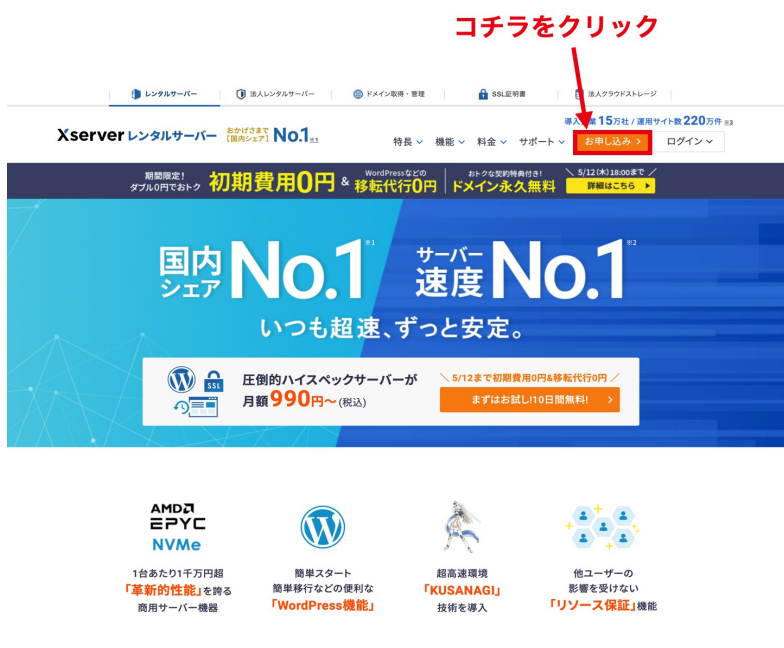 コチラをクリック
レンタルサーバー
法人レンタルサーバー
ドメイン取得・管理
SSL証明書
法人クラウドストレージ
業15万社 / 運用サイト数220万件 ※3
Xserver レンタルサーバー
おかげさまで
【国内シェア】
No.1 ※1
特長
機能
料金
サポート
お申し込み
ログイン
期間限定!
ダブル0円でおトク
初期費用0円
&
WordPressなどの
移転代行0円
おトクな契約特典付き!
ドメイン永久無料
5/12(木)18:00まで
詳細はこちら
国内
シェア
No.1 ※1
サーバー
速度
No.1 ※2
いつも超速、ずっと安定。
SSL
圧倒的ハイスペックサーバーが
月額990円〜(税込)
\ 5/12まで初期費用0円&移転代行0円 /
まずはお試し!10日間無料!
AMD
EPYC
NVMe
1台あたり1千万円超
「革新的性能」を誇る
商用サーバー機器
簡単スタート
簡単移行などの便利な
「WordPress機能」
超高速環境
「KUSANAGI」
技術を導入
他ユーザーの
影響を受けない
「リソース保証」機能